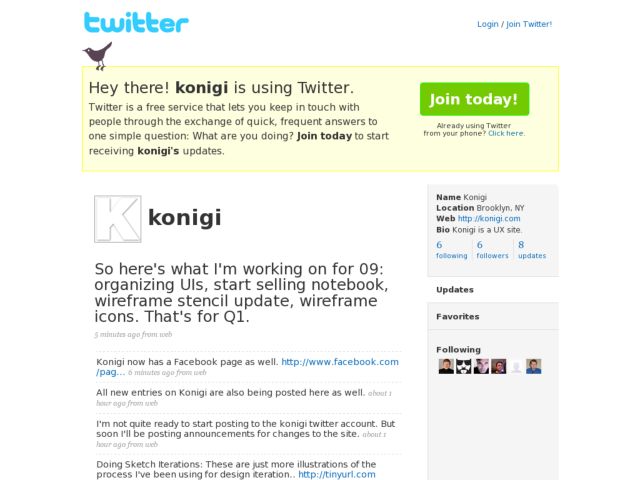 twitter
Login / Join Twitter!
Hey there! konigi is using Twitter.
Twitter is a free service that lets you keep in touch with
people through the exchange of quick, frequent answers to
one simple question: What are you doing? Join today to start
receiving konigi's updates.
Join today!
Already using Twitter
from your phone? Click here.
K
konigi
So here's what I'm working on for 09:
organizing UIs, start selling notebook,
wireframe stencil update, wireframe
icons. That's for Q1.
5 minutes ago from web
Konigi now has a Facebook page as well. http://www.facebook.com
/pag... 6 minutes ago from web
All new entries on Konigi are also being posted here as well. about 1
hour ago from web
I'm not quite ready to start posting to the konigi twitter account. But
soon I'll be posting announcements for changes to the site. about 1
hour ago from web
Doing Sketch Iterations: These are just more illustrations of the
process I've been using for design iteration.. http://tinyurl.com
Name Konigi
Location Brooklyn, NY
Web http://konigi.com
Bio Konigi is a UX site.
6 6 8
following followers updates
Updates
Favorites
Following